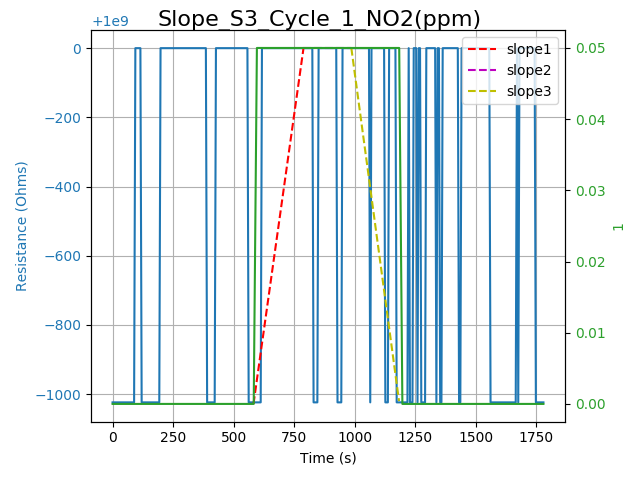 Slope_S3_Cycle_1_NO2(ppm)
+1e9
slope1
slope2
slope3
0
−200
−400
−600
−800
−1000
Resistance (Ohms)
0.05
0.04
0.03
0.02
0.01
0.00
1
0 250 500 750 1000 1250 1500 1750
Time (s)